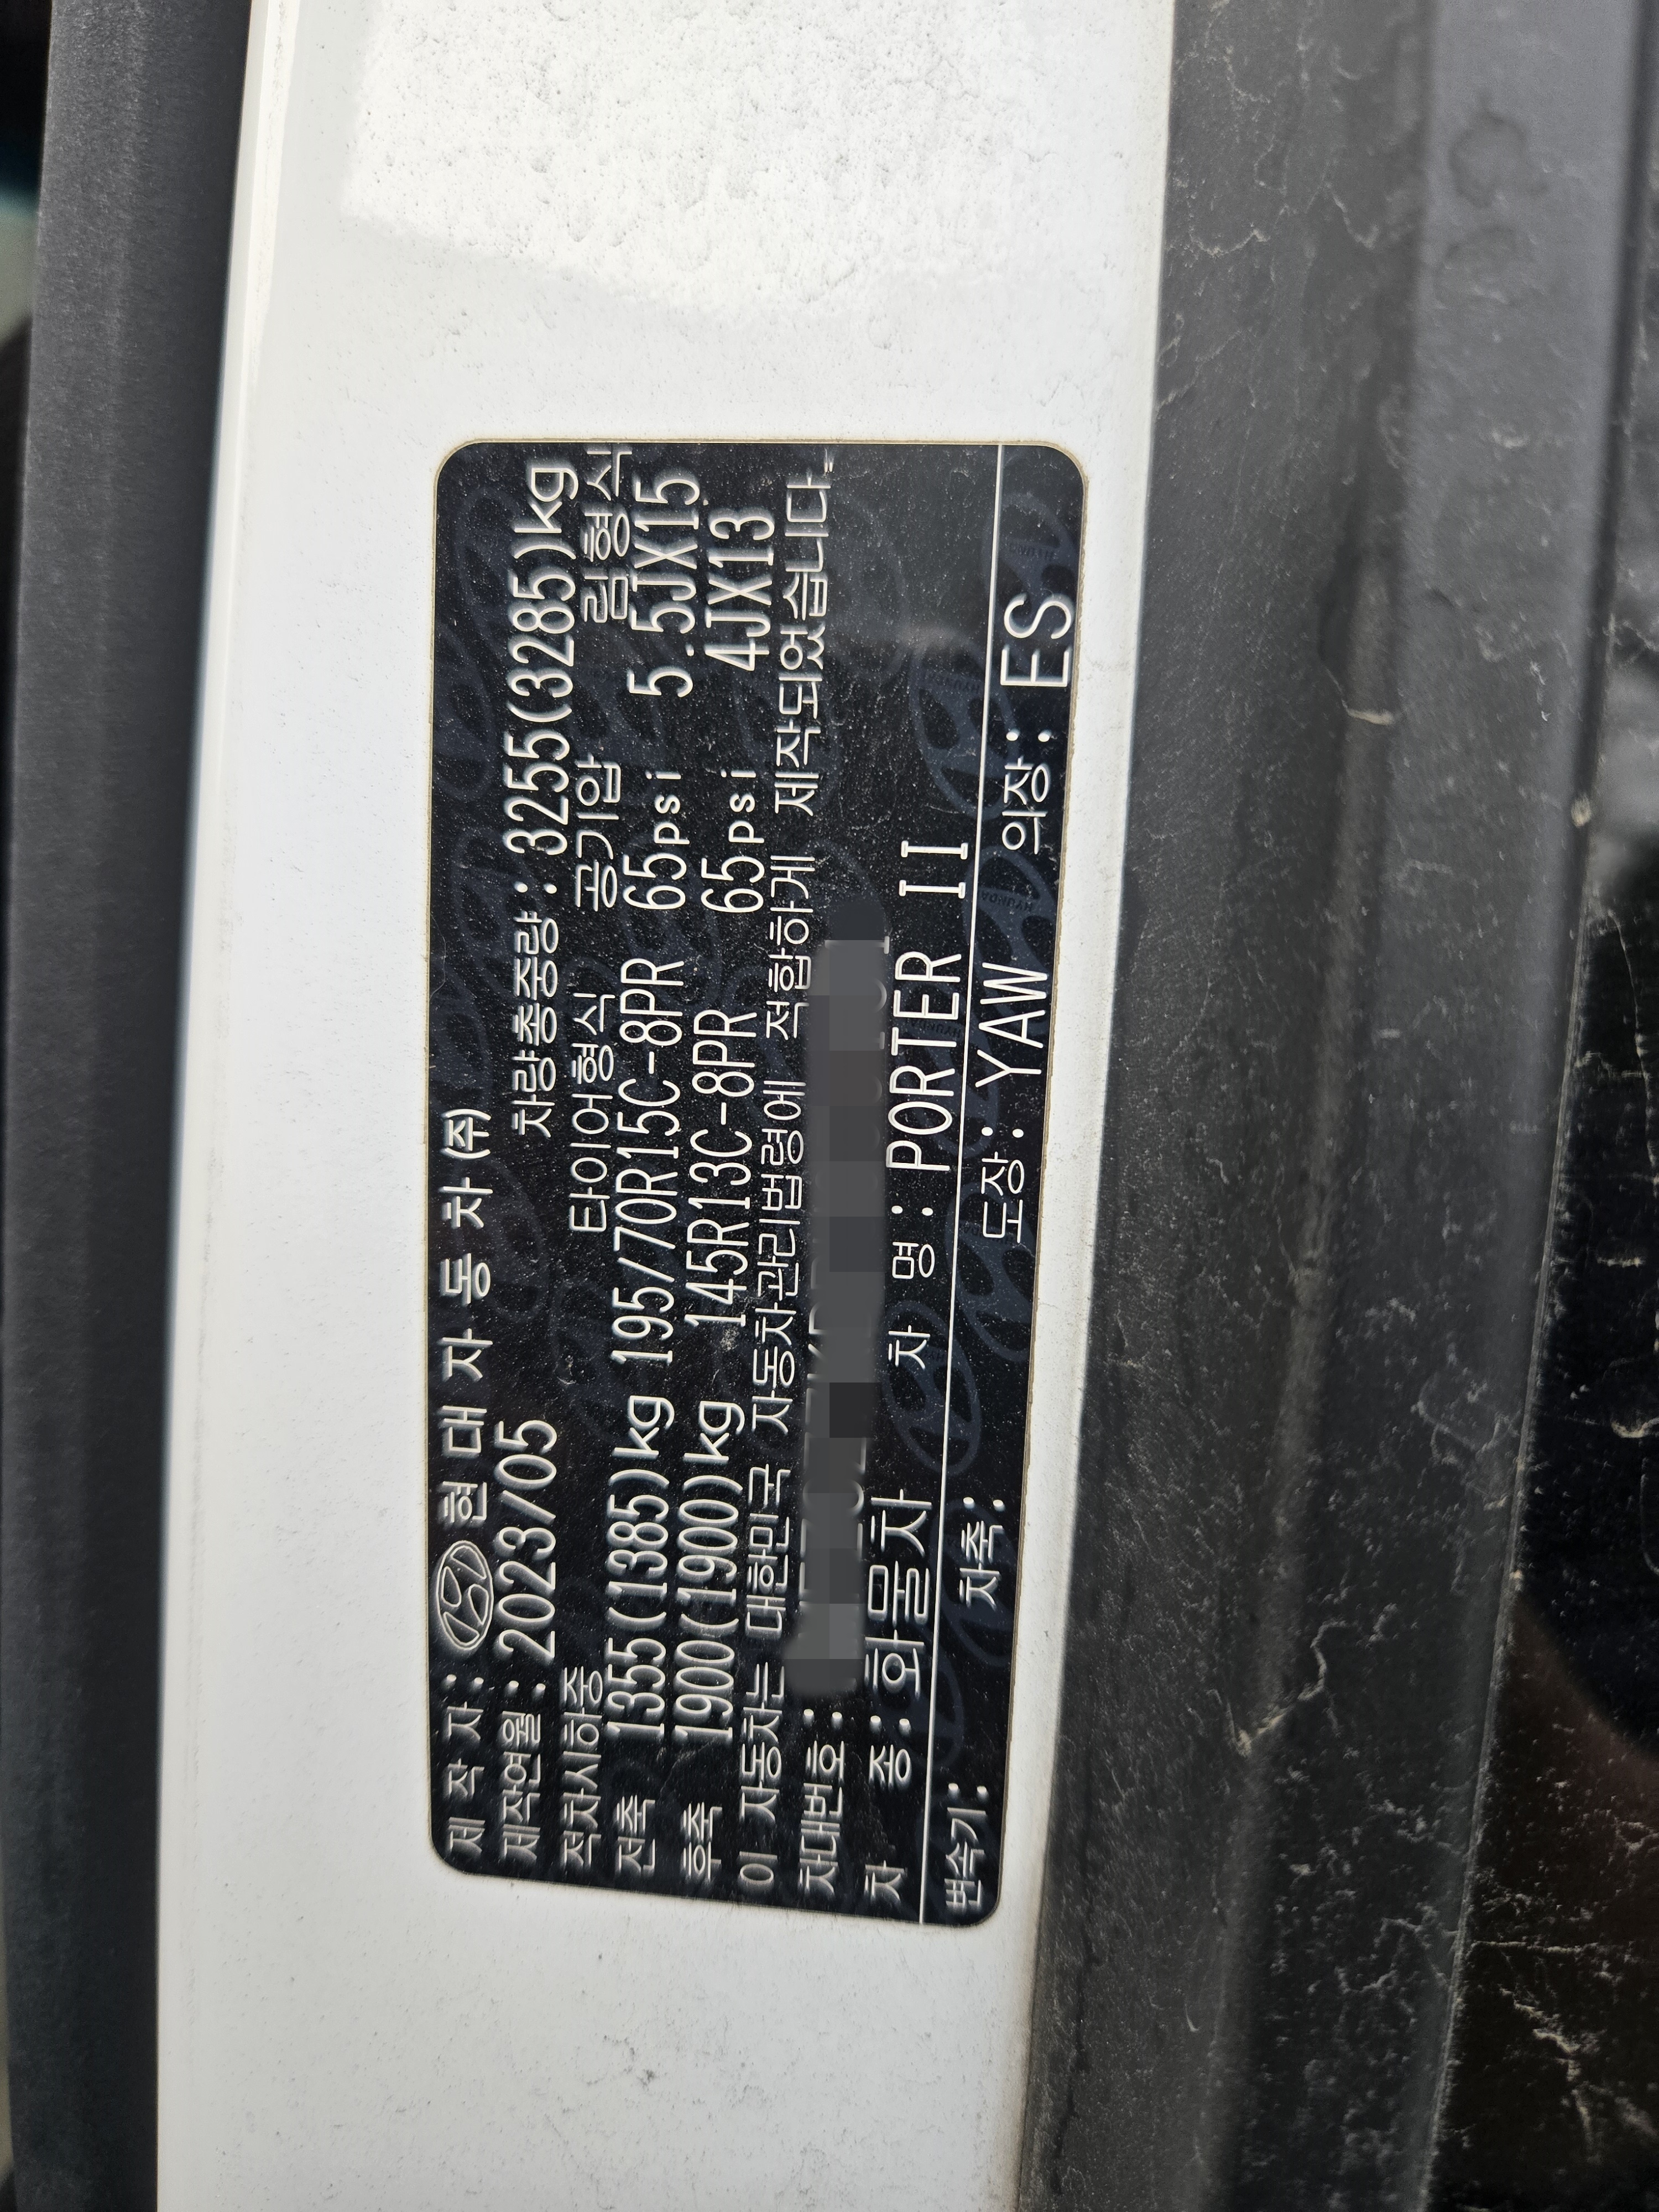 제 작 자: 현 대 자 동 차 (주)
제작연월: 2023/05 차량총중량: 3255(3285)kg
적차시하중 타이어형식 공기압 림형식
전축 1355(1385)kg 195/70R15C-8PR 65psi 5.5JX15
후축 1900(1900)kg 145R13C-8PR 65psi 4JX13
이 자동차는 대한민국 자동차관리법령에 적합하게 제작되었습니다."
차대번호:
차 종: 화물차 차 명: PORTER II
변속기: 차축: 도장: YAW 의장: ES